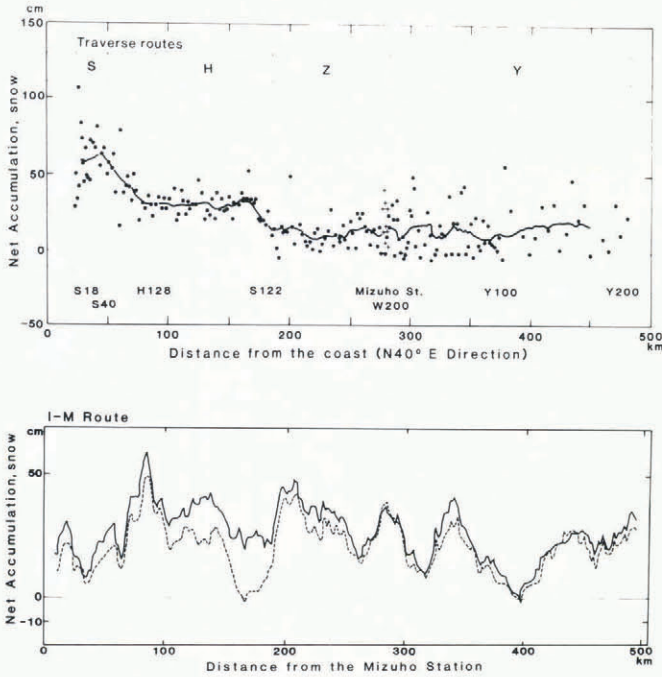 cm
150
Traverse routes
S H Z Y
100
50
0
-50
Net Accumulation, snow
S18 H128 S122 Mizuho St. Y100 Y200
S40 W200
0 100 200 300 400 500
km
Distance from the coast (N40° E Direction)
I-M Route
cm
50
0
-10
Net Accumulation, snow
0 100 200 300 400 500
km
Distance from the Mizuho Station